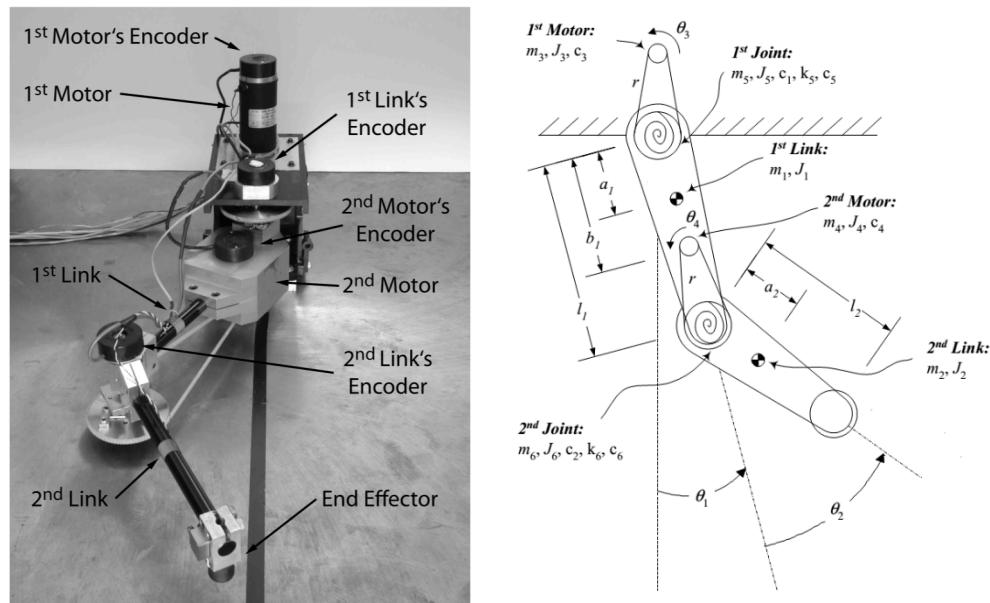 1st Motor‘s Encoder
1st Motor
1st Link‘s
Encoder
2nd Motor‘s
Encoder
1st Link
2nd Motor
2nd Link‘s
Encoder
2nd Link
End Effector
1st Motor:
m3, J3, c3
θ3
1st Joint:
m5, J5, c1, k5, c5
r
1st Link:
m1, J1
a1
2nd Motor:
m4, J4, c4
θ4
b1
r
a2
l2
l1
2nd Link:
m2, J2
2nd Joint:
m6, J6, c2, k6, c6
θ1
θ2